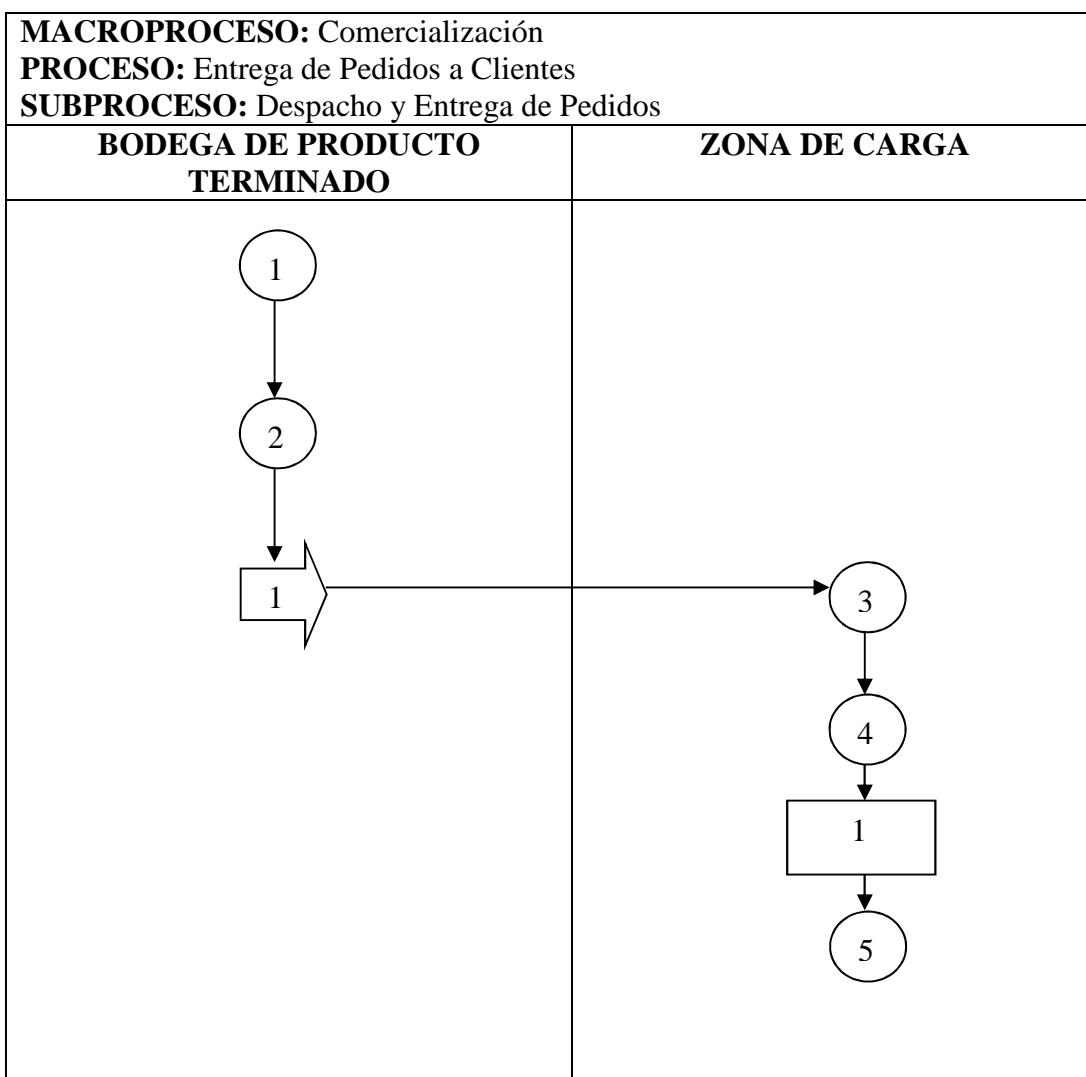 MACROPROCESO: Comercialización
PROCESO: Entrega de Pedidos a Clientes
SUBPROCESO: Despacho y Entrega de Pedidos
BODEGA DE PRODUCTO
TERMINADO
ZONA DE CARGA
1
2
1
3
4
1
5